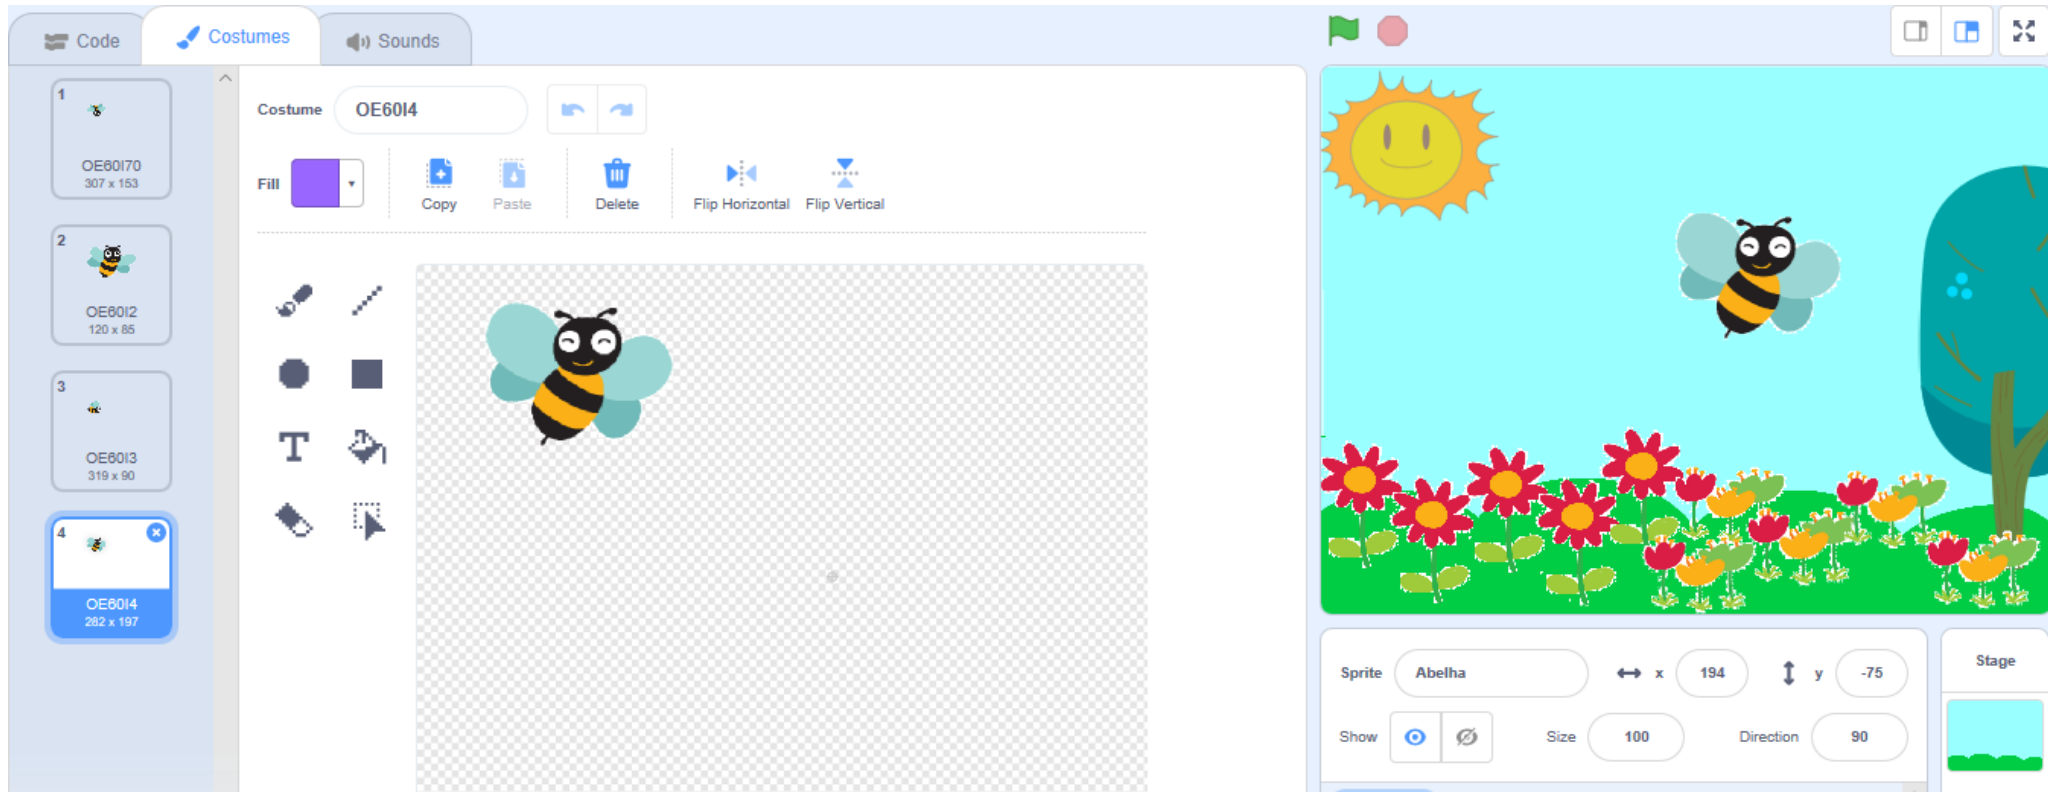 Code
Costumes
Sounds
1
OE60I70
307 x 153
2
OE60I2
120 x 85
3
OE60I3
319 x 90
4
OE60I4
282 x 197
Costume
OE60I4
Fill
Copy
Paste
Delete
Flip Horizontal
Flip Vertical
T
Sprite
Abelha
x
194
y
-75
Show
Size
100
Direction
90
Stage